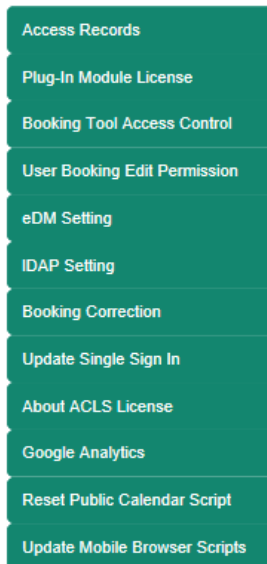 Access Records
Plug-In Module License
Booking Tool Access Control
User Booking Edit Permission
eDM Setting
IDAP Setting
Booking Correction
Update Single Sign In
About ACLS License
Google Analytics
Reset Public Calendar Script
Update Mobile Browser Scripts